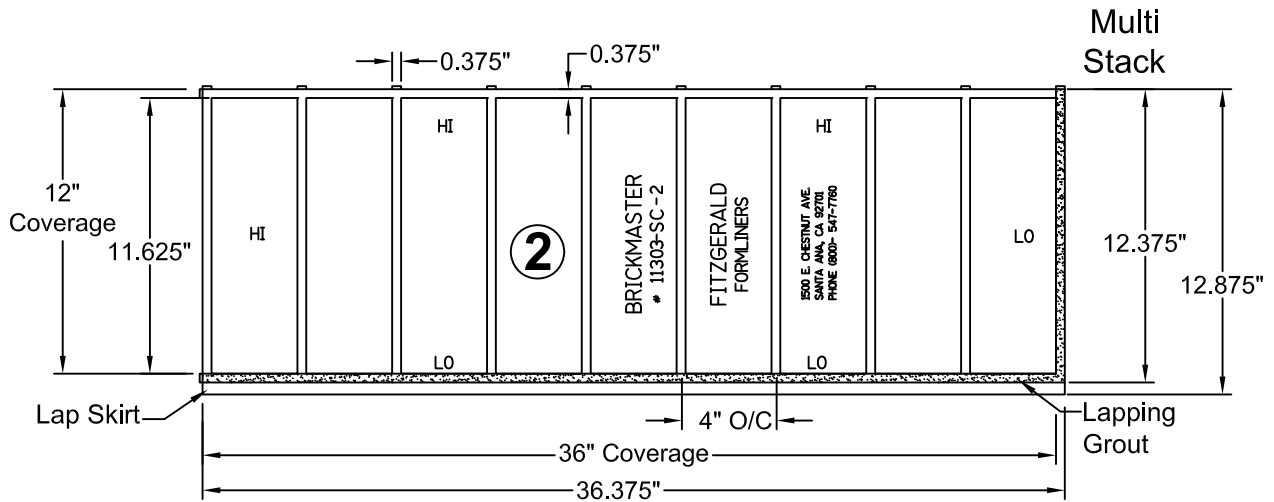 Multi
Stack
0.375"
0.375"
HI
HI
12"
Coverage
11.625"
HI
2
BRICKMASTER
# 11303-SC-2
FITZGERALD
FORMLINERS
1500 E. CHESTNUT AVE.
SANTA ANA, CA 92701
PHONE (800)- 547-7760
LO
12.375"
12.875"
LO
LO
Lap Skirt
4" O/C
Lapping
Grout
36" Coverage
36.375"